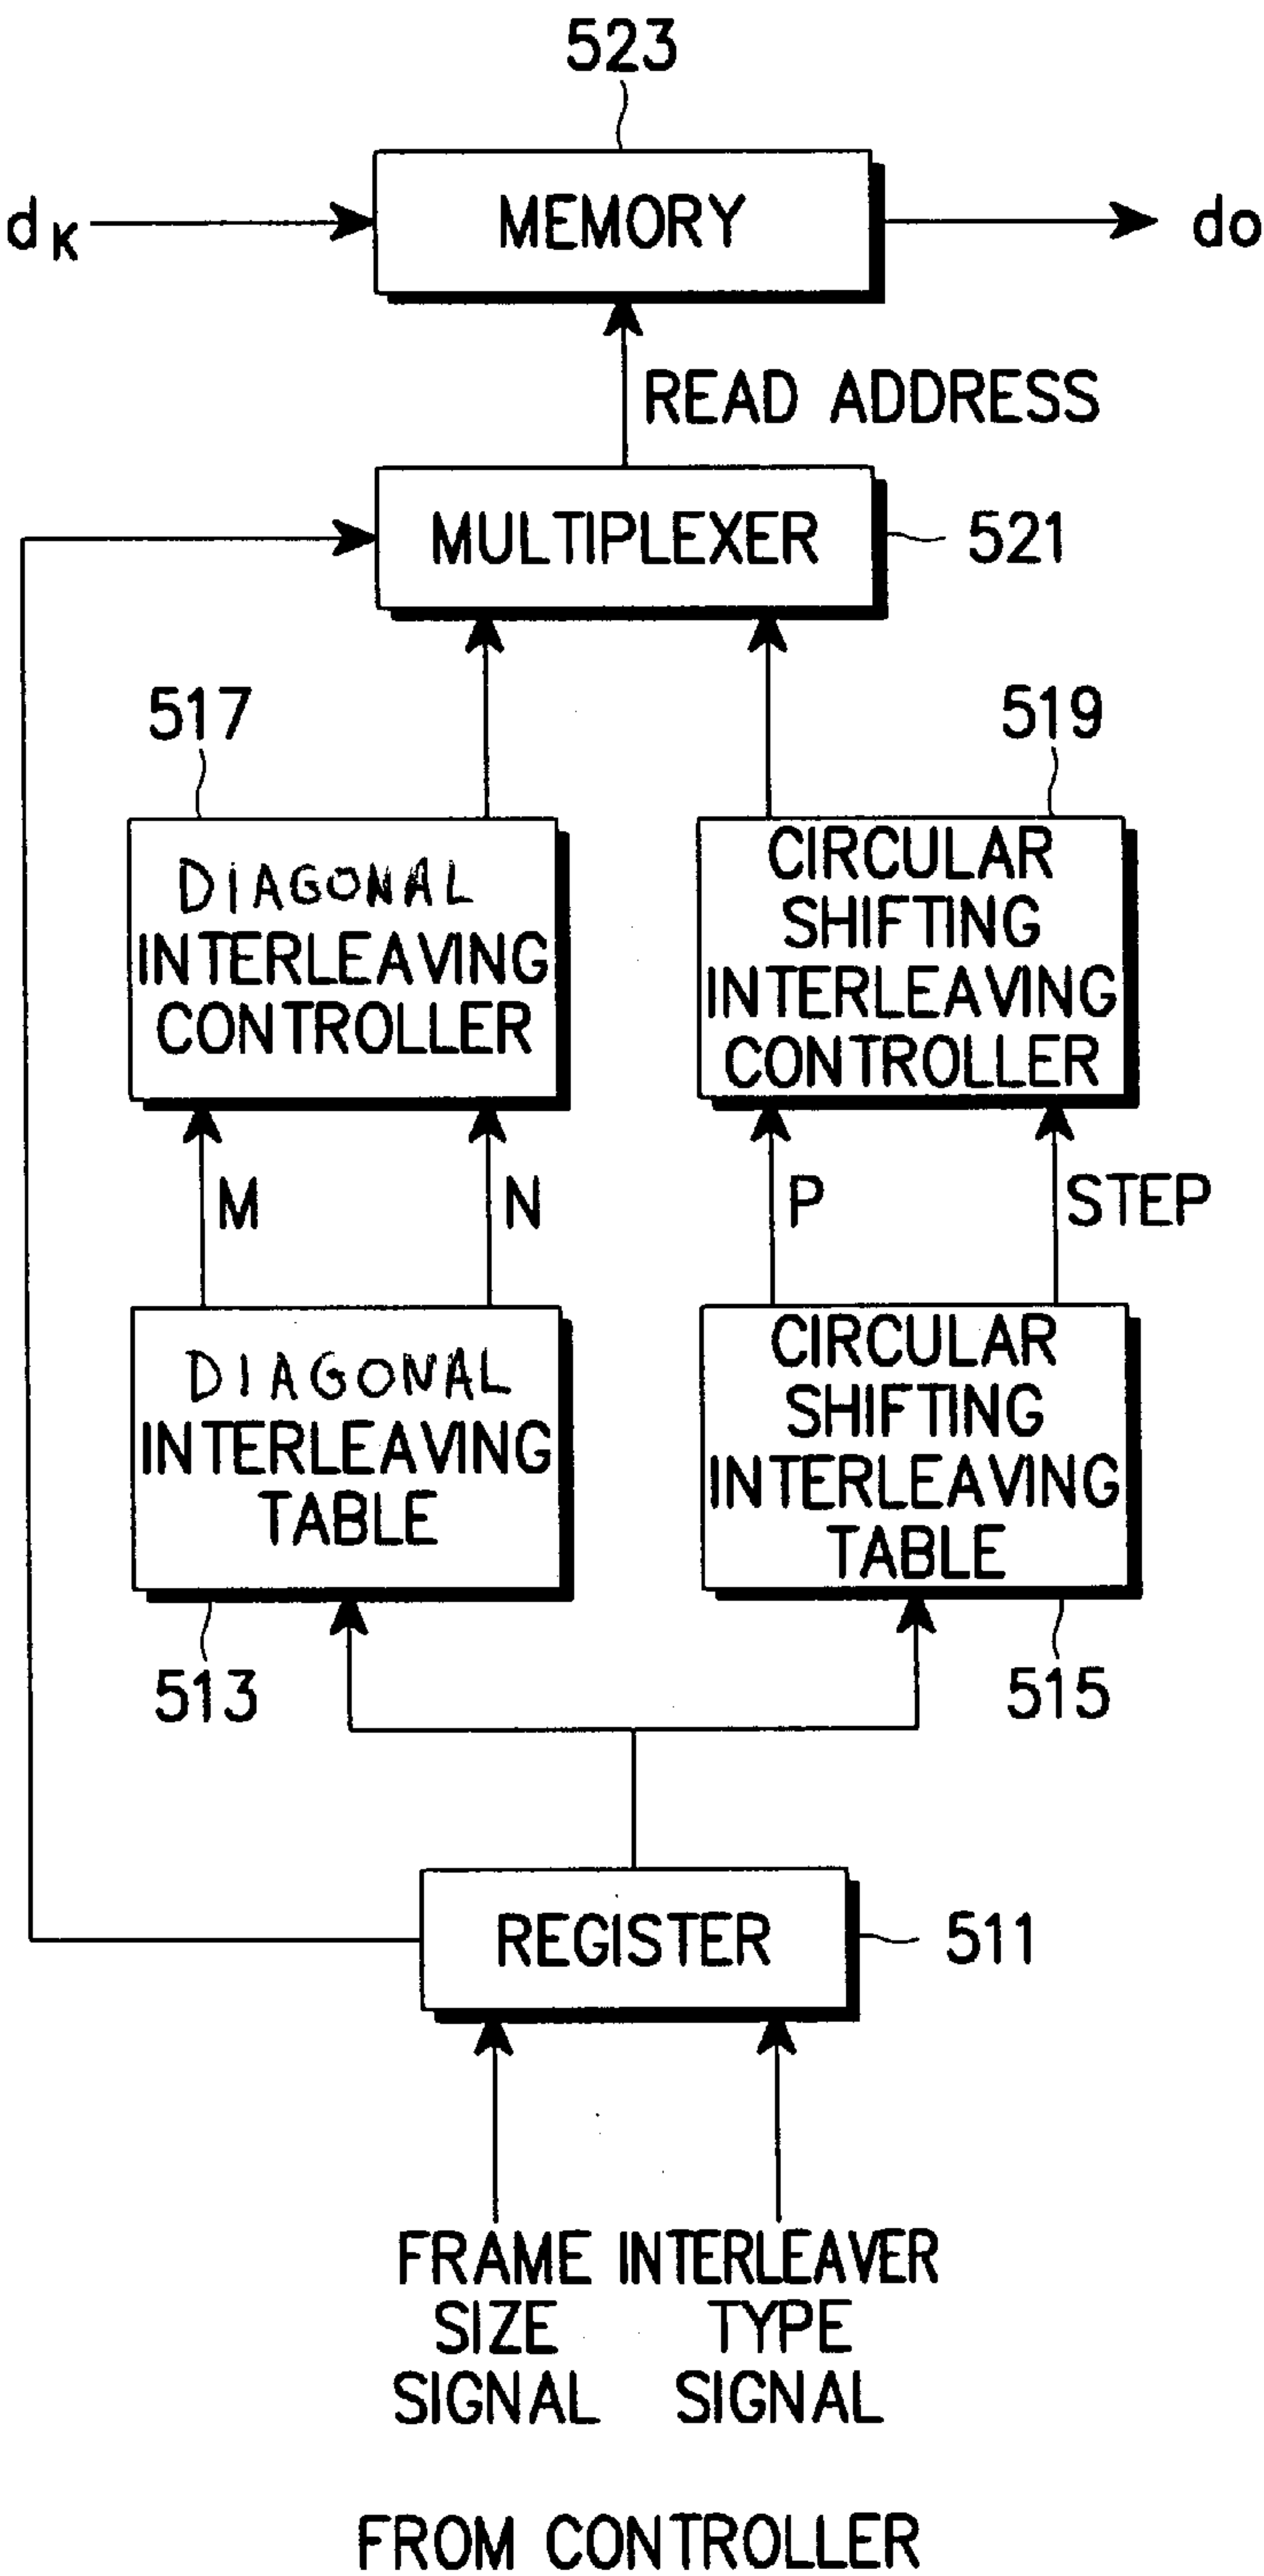 523
MEMORY
dK
do
READ ADDRESS
MULTIPLEXER
521
517
519
DIAGONAL
INTERLEAVING
CONTROLLER
CIRCULAR
SHIFTING
INTERLEAVING
CONTROLLER
M
N
P
STEP
DIAGONAL
INTERLEAVING
TABLE
CIRCULAR
SHIFTING
INTERLEAVING
TABLE
513
515
REGISTER
511
FRAME
SIZE
SIGNAL
INTERLEAVER
TYPE
SIGNAL
FROM CONTROLLER